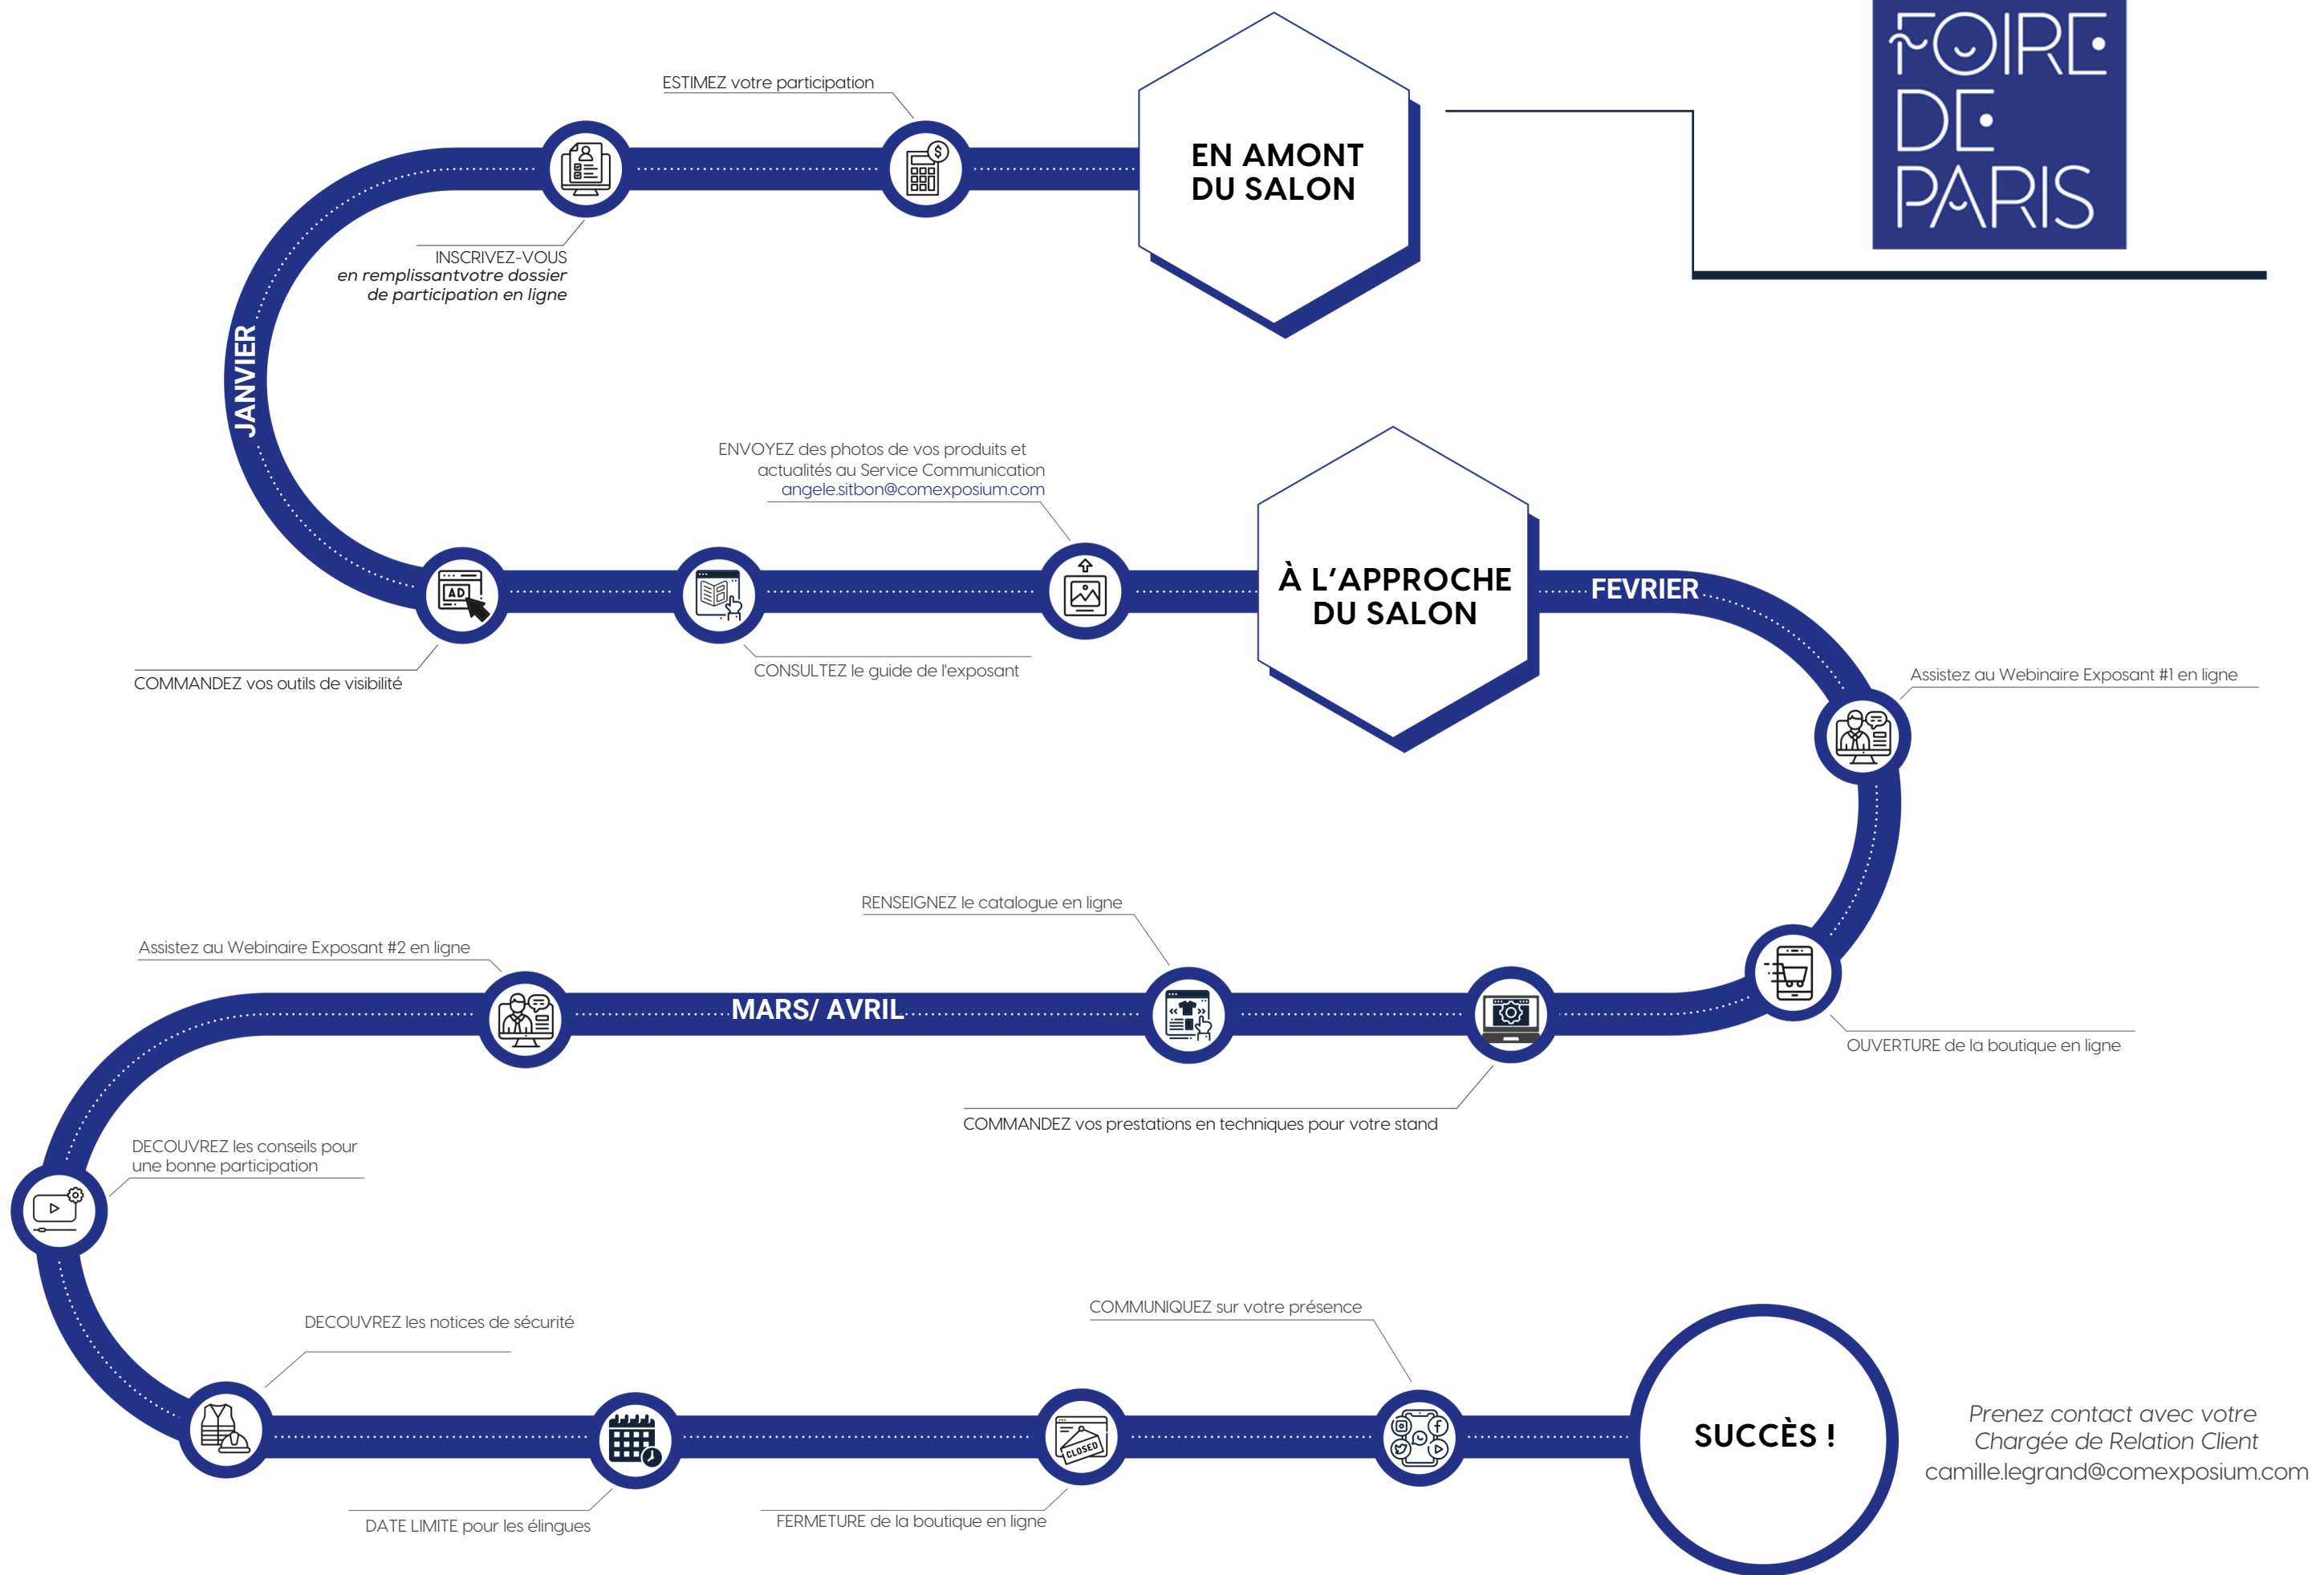 FOIRE
DE
PARIS
EN AMONT
DU SALON
ESTIMEZ votre participation
$
INSCRIVEZ-VOUS
en remplissantvotre dossier
de participation en ligne
JANVIER
AD
COMMANDEZ vos outils de visibilité
CONSULTEZ le guide de l'exposant
ENVOYEZ des photos de vos produits et
actualités au Service Communication
angele.sitbon@comexposium.com
À L'APPROCHE
DU SALON
FEVRIER
Assistez au Webinaire Exposant #1 en ligne
OUVERTURE de la boutique en ligne
COMMANDEZ vos prestations en techniques pour votre stand
RENSEIGNEZ le catalogue en ligne
MARS/ AVRIL
Assistez au Webinaire Exposant #2 en ligne
DECOUVREZ les conseils pour
une bonne participation
DECOUVREZ les notices de sécurité
DATE LIMITE pour les élingues
FERMETURE de la boutique en ligne
CLOSED
COMMUNIQUEZ sur votre présence
SUCCÈS !
Prenez contact avec votre
Chargée de Relation Client
camille.legrand@comexposium.com